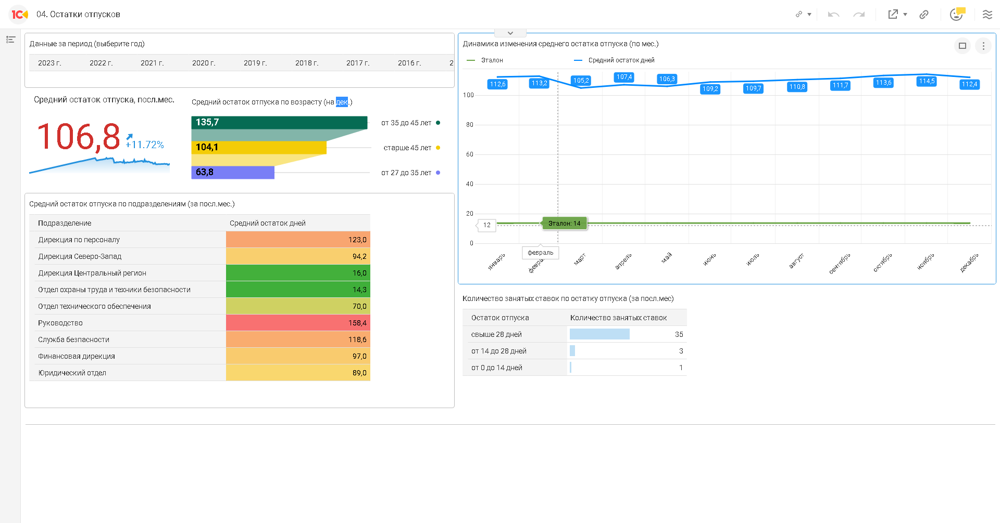 1С 04. Остатки отпусков
Данные за период (выберите год)
2023 г. 2022 г. 2021 г. 2020 г. 2019 г. 2018 г. 2017 г. 2016 г. 2
Средний остаток отпуска, посл.мес.
106,8 +11.72%
Средний остаток отпуска по возрасту (на дек.)
135,7 от 35 до 45 лет
104,1 старше 45 лет
63,8 от 27 до 35 лет
Средний остаток отпуска по подразделениям (за посл.мес.)
Подразделение Средний остаток дней
Дирекция по персоналу 123,0
Дирекция Северо-Запад 94,2
Дирекция Центральный регион 16,0
Отдел охраны труда и техники безопасности 14,3
Отдел технического обеспечения 70,0
Руководство 158,4
Служба безпасности 118,6
Финансовая дирекция 97,0
Юридический отдел 89,0
Динамика изменения среднего остатка отпуска (по мес.)
Эталон Средний остаток дней
112,6 113,2 105,2 107,4 106,3 109,2 109,7 110,8 111,7 113,6 114,5 112,4
100
80
60
40
20
12 Эталон: 14
0
февраль
январь февраль март апрель май июнь июль август сентябрь октябрь ноябрь декабрь
Количество занятых ставок по остатку отпуска (за посл.мес)
Остаток отпуска Количество занятых ставок
свыше 28 дней 35
от 14 до 28 дней 3
от 0 до 14 дней 1